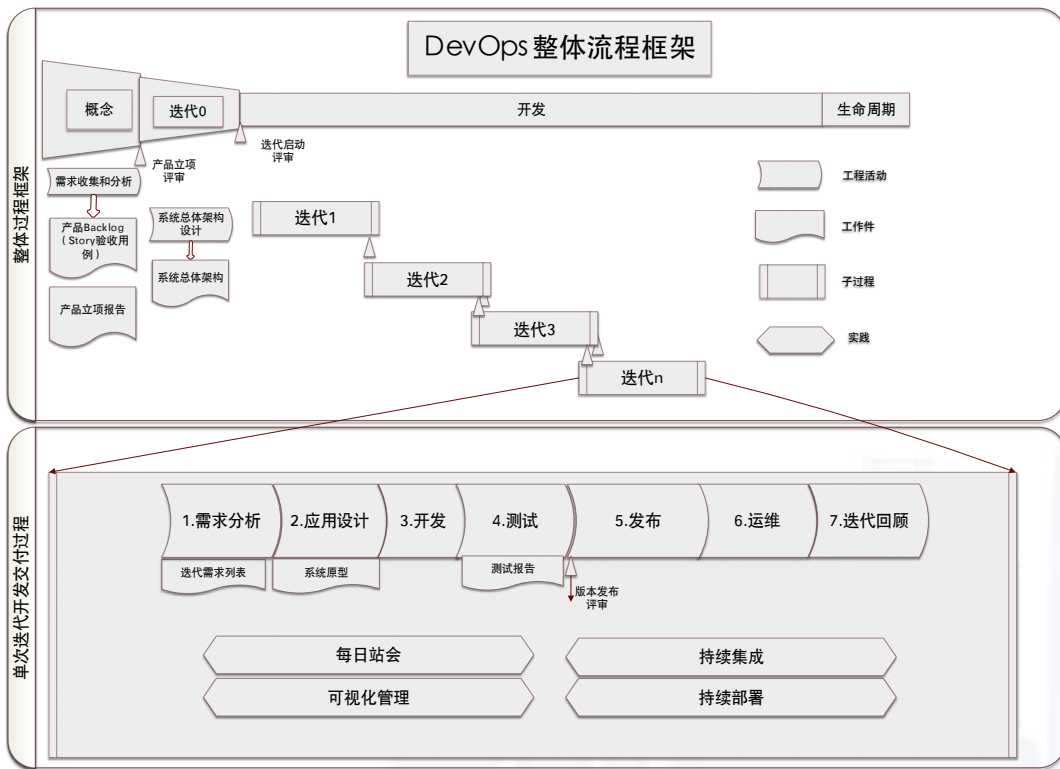 DevOps整体流程框架
整体过程框架
概念
迭代0
开发
生命周期
产品立项
评审
迭代启动
评审
需求收集和分析
产品Backlog
（Story验收用
例）
产品立项报告
系统总体架构
设计
系统总体架构
迭代1
迭代2
迭代3
迭代n
工程活动
工作件
子过程
实践
单次迭代开发交付过程
1.需求分析
2.应用设计
3.开发
4.测试
5.发布
6.运维
7.迭代回顾
迭代需求列表
系统原型
测试报告
版本发布
评审
每日站会
持续集成
可视化管理
持续部署